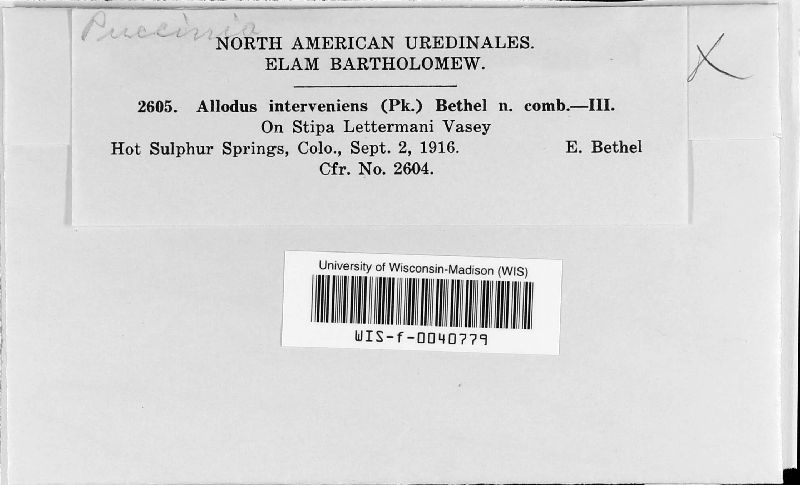 Puccinia
NORTH AMERICAN UREDINALES.
ELAM BARTHOLOMEW.
2605. Allodus interveniens (Pk.) Bethel n. comb.—III.
On Stipa Lettermani Vasey
Hot Sulphur Springs, Colo., Sept. 2, 1916. E. Bethel
Cfr. No. 2604.
X
University of Wisconsin-Madison (WIS)
WIS-f-0040779